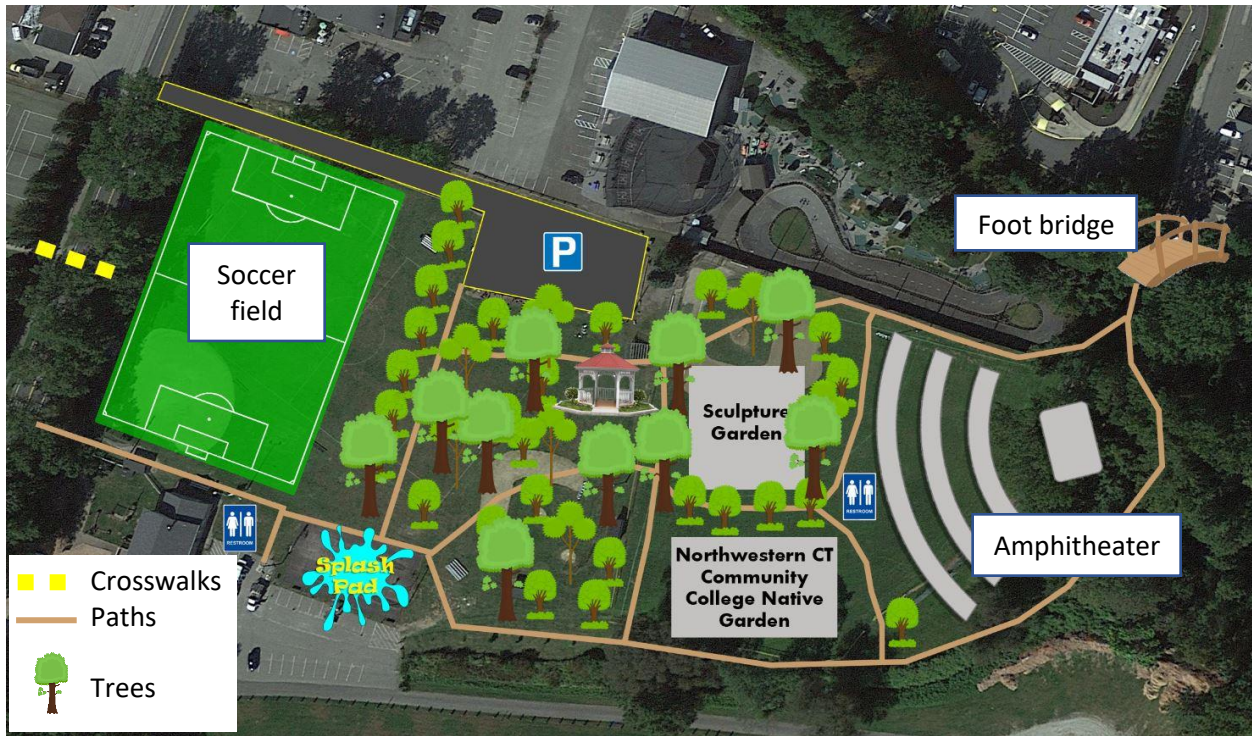 P
Foot bridge
Soccer
field
Sculpture
Garden
RESTROOM
RESTROOM
Splash
Pad
Amphitheater
Northwestern CT
Community
College Native
Garden
Crosswalks
Paths
Trees